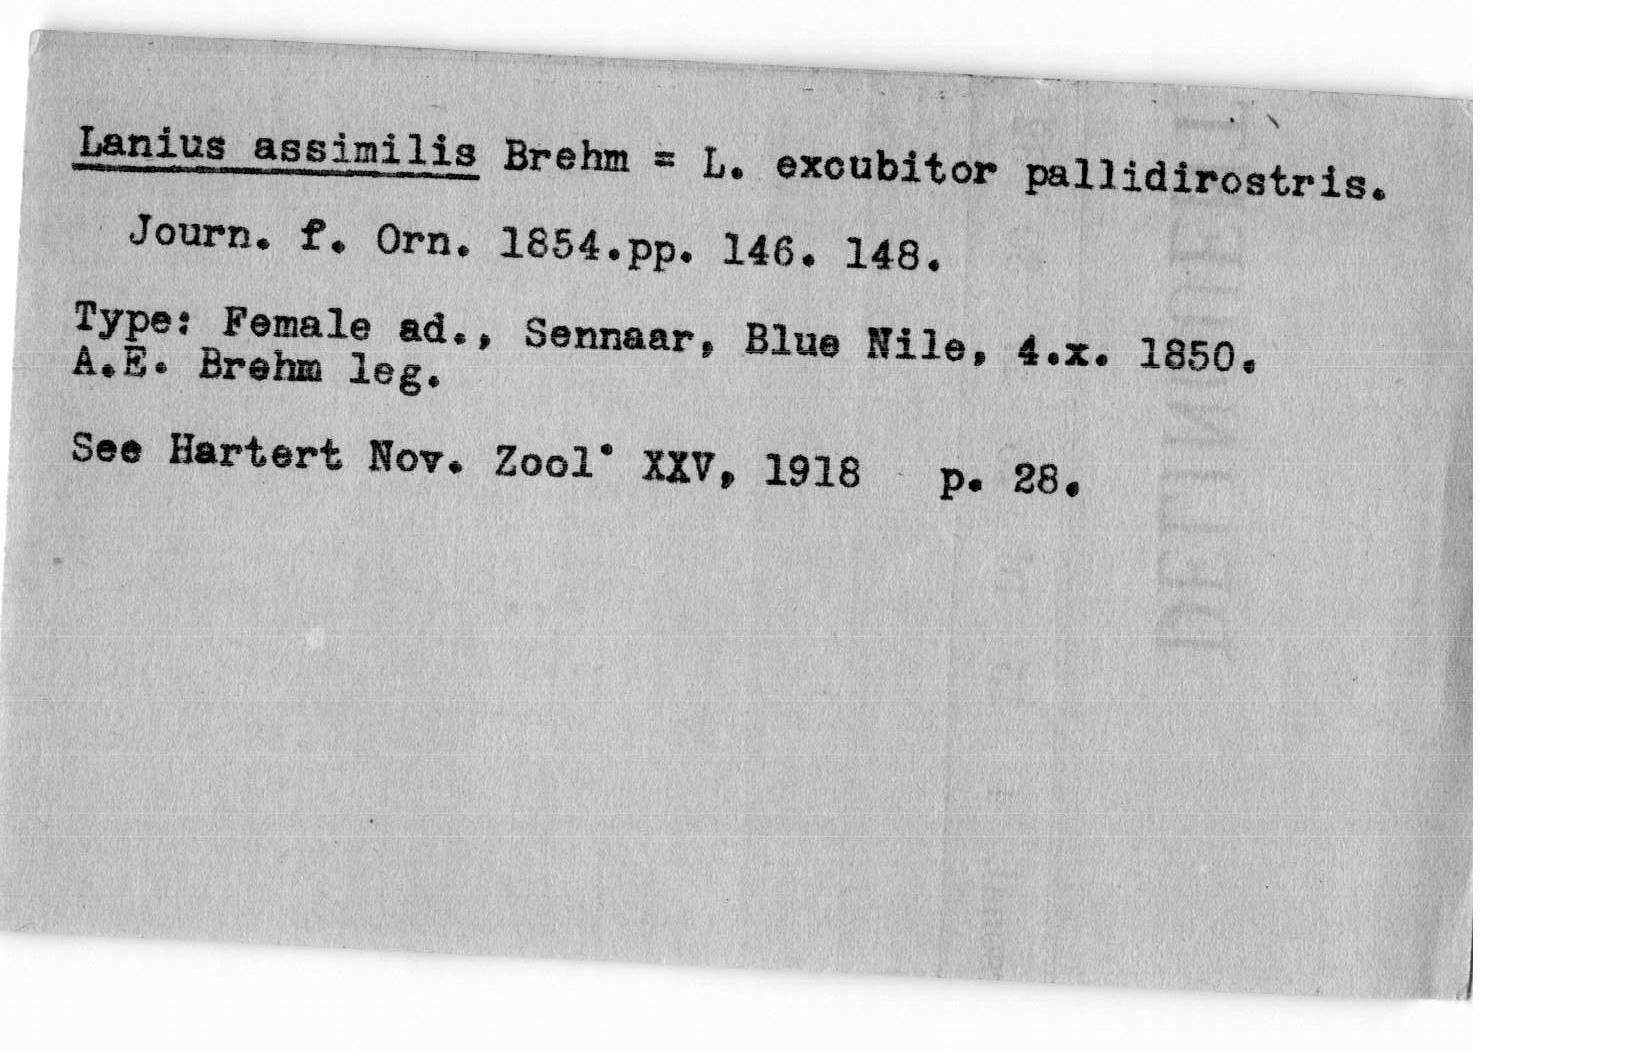 Lanius assimilis Brehm = L. excubitor pallidirostris.
Journ. f. Orn. 1854.pp. 146. 148.
Type: Female ad., Sennaar, Blue Nile, 4.x. 1850.
A.E. Brehm leg.
See Hartert Nov. Zool. XXV, 1918 p. 28.